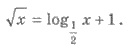 √x = log_{1/2} x + 1.